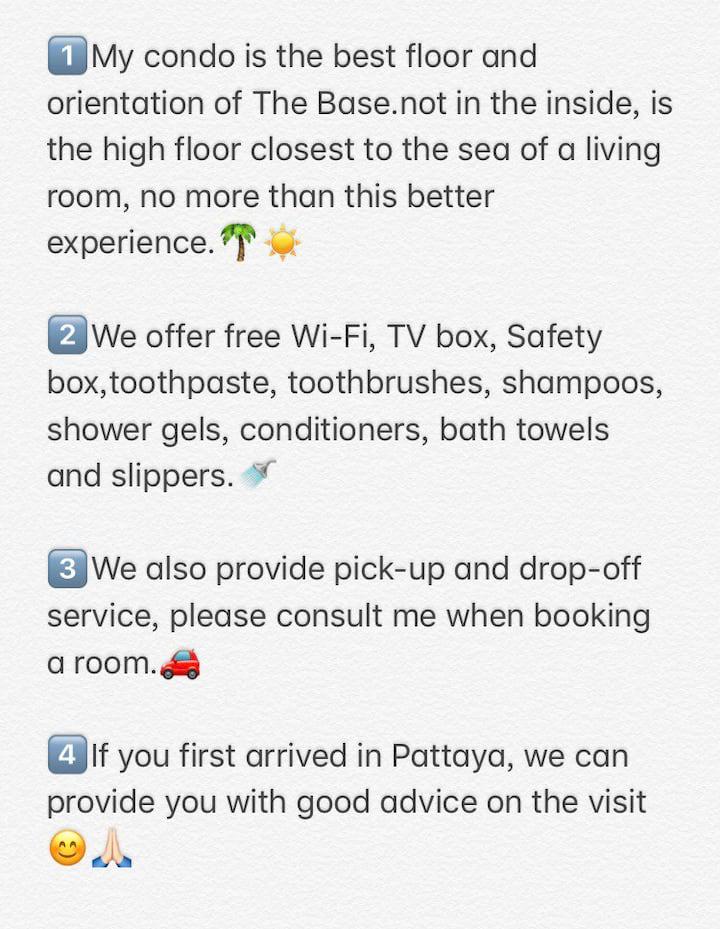 1️⃣My condo is the best floor and
orientation of The Base.not in the inside, is
the high floor closest to the sea of a living
room, no more than this better
experience.🌴☀️
2️⃣We offer free Wi-Fi, TV box, Safety
box,toothpaste, toothbrushes, shampoos,
shower gels, conditioners, bath towels
and slippers.🚿
3️⃣We also provide pick-up and drop-off
service, please consult me when booking
a room.🚗
4️⃣If you first arrived in Pattaya, we can
provide you with good advice on the visit
😊🙏🏻